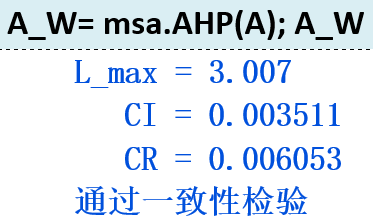 A_W= msa.AHP(A); A_W
L_max = 3.007
CI = 0.003511
CR = 0.006053
通过一致性检验